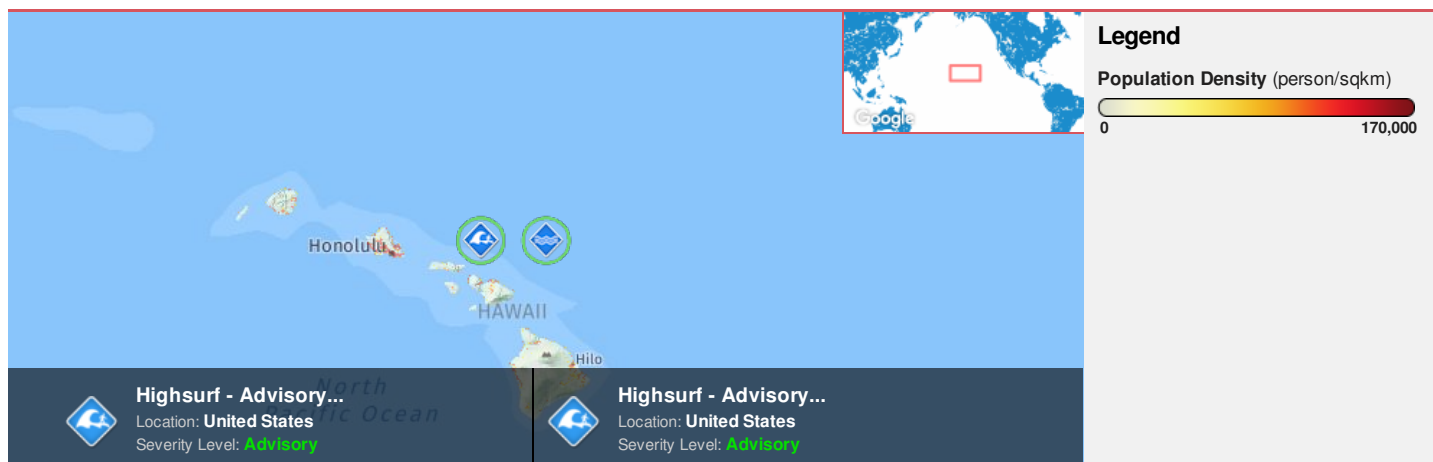 Google
Honolulu
HAWAII
Hilo
North
Pacific Ocean
Highsurf - Advisory...
Location: United States
Severity Level: Advisory
Highsurf - Advisory...
Location: United States
Severity Level: Advisory
Legend
Population Density (person/sqkm)
0 170,000